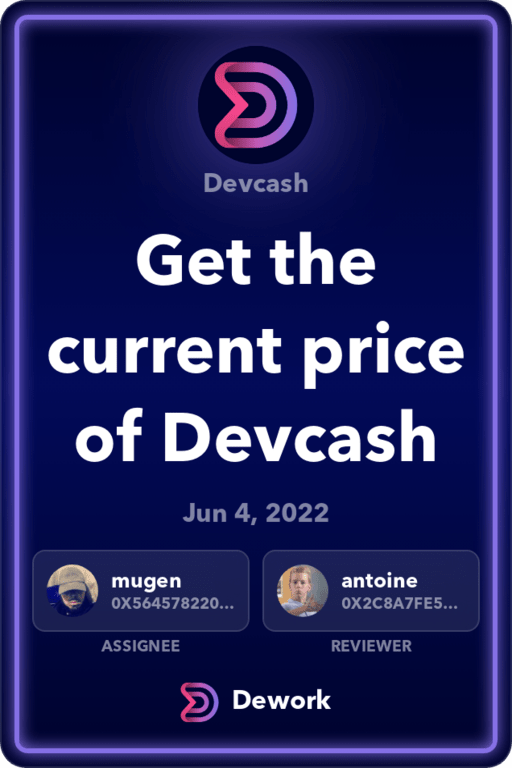 Devcash
Get the
current price
of Devcash
Jun 4, 2022
mugen
0X564578220...
ASSIGNEE
antoine
0X2C8A7FE5...
REVIEWER
Dework